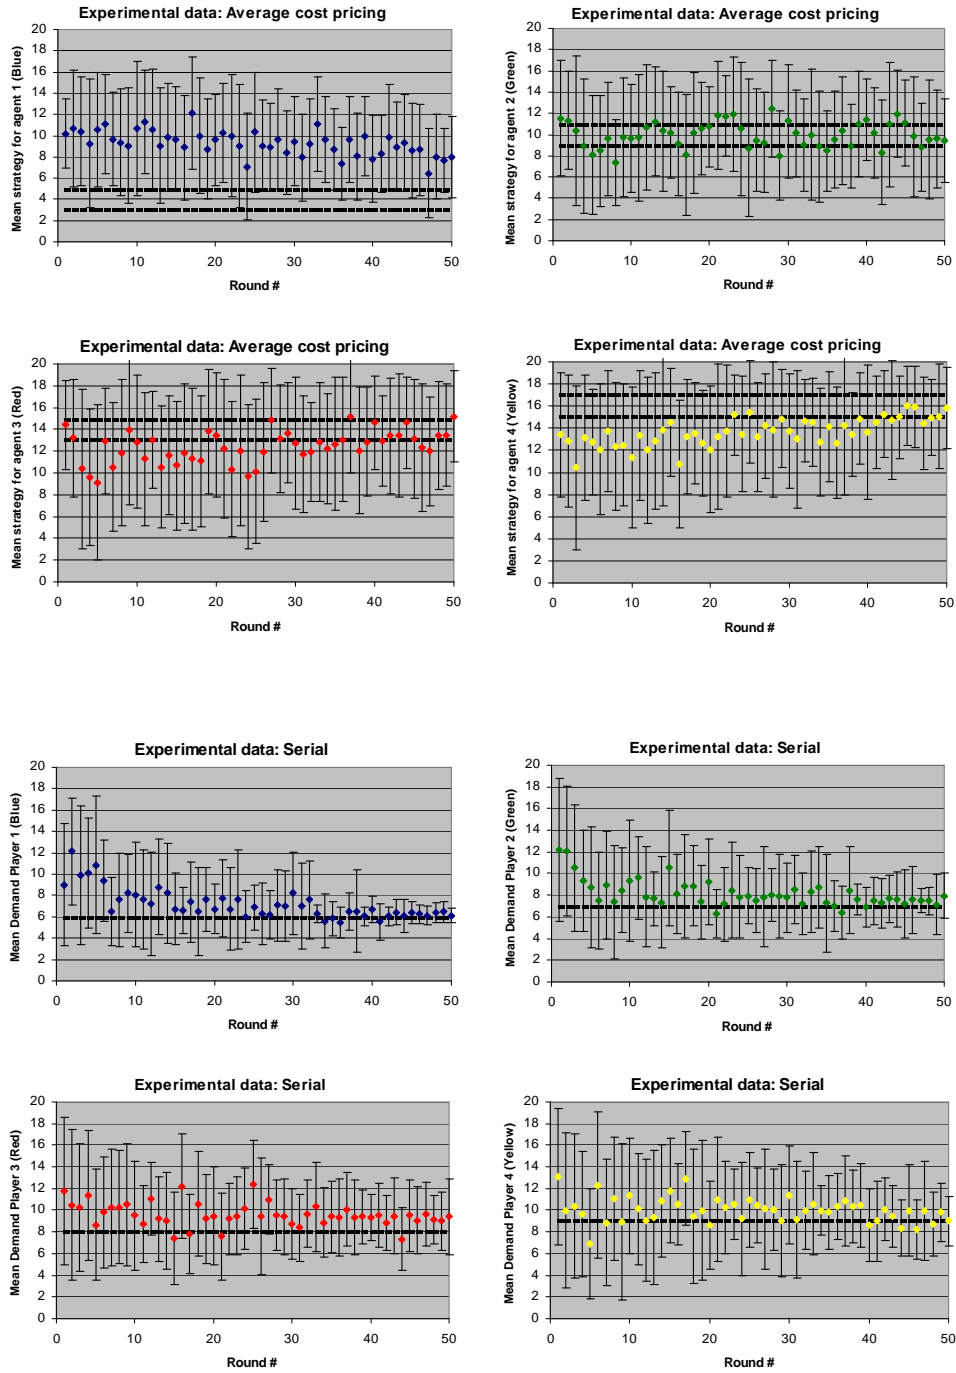 Experimental data: Average cost pricing
Mean strategy for agent 1 (Blue)
20
18
16
14
12
10
8
6
4
2
0
0 10 20 30 40 50
Round #
Experimental data: Average cost pricing
Mean strategy for agent 2 (Green)
20
18
16
14
12
10
8
6
4
2
0
0 10 20 30 40 50
Round #
Experimental data: Average cost pricing
Mean strategy for agent 3 (Red)
20
18
16
14
12
10
8
6
4
2
0
0 10 20 30 40 50
Round #
Experimental data: Average cost pricing
Mean strategy for agent 4 (Yellow)
20
18
16
14
12
10
8
6
4
2
0
0 10 20 30 40 50
Round #
Experimental data: Serial
Mean Demand Player 1 (Blue)
20
18
16
14
12
10
8
6
4
2
0
0 10 20 30 40 50
Round #
Experimental data: Serial
Mean Demand Player 2 (Green)
20
18
16
14
12
10
8
6
4
2
0
0 10 20 30 40 50
Round #
Experimental data: Serial
Mean Demand Player 3 (Red)
20
18
16
14
12
10
8
6
4
2
0
0 10 20 30 40 50
Round #
Experimental data: Serial
Mean Demand Player 4 (Yellow)
20
18
16
14
12
10
8
6
4
2
0
0 10 20 30 40 50
Round #